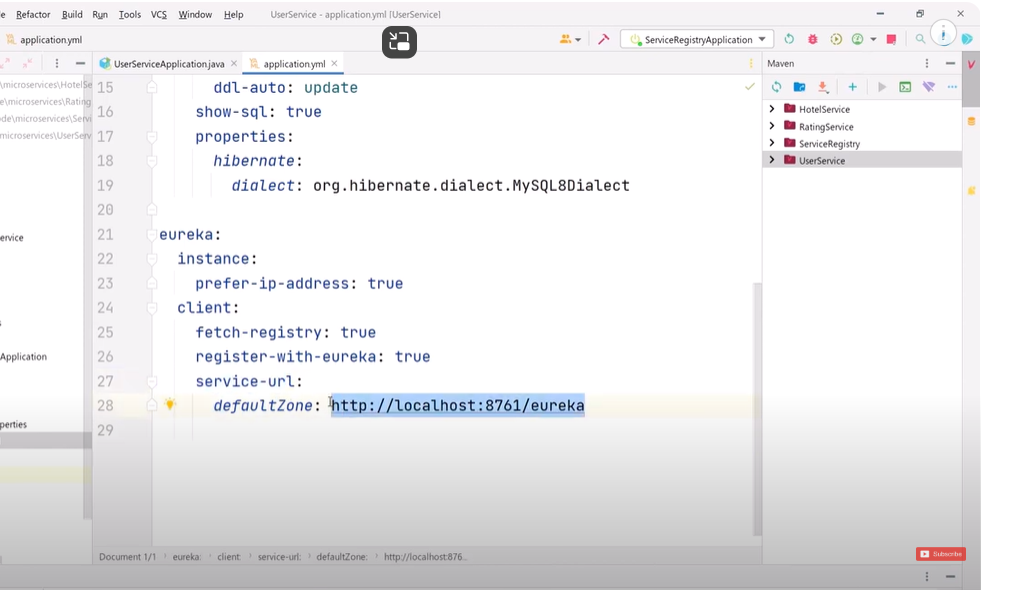 Refactor Build Run Tools VCS Window Help UserService - application.yml [UserService]
application.yml ServiceRegistryApplication
UserServiceApplication.java application.yml Maven
15 ddl-auto: update
16 show-sql: true
17 properties:
18 hibernate:
19 dialect: org.hibernate.dialect.MySQL8Dialect
20
21 eureka:
22 instance:
23 prefer-ip-address: true
24 client:
25 fetch-registry: true
26 register-with-eureka: true
27 service-url:
28 defaultZone: http://localhost:8761/eureka
29
\microservices\HotelSe
e\microservices\Rating
ode\microservices\Servi
microservices\UserServ
ervice
Application
perties
HotelService
RatingService
ServiceRegistry
UserService
Document 1/1 eureka: client: service-url: defaultZone: http://localhost:876...
Subscribe